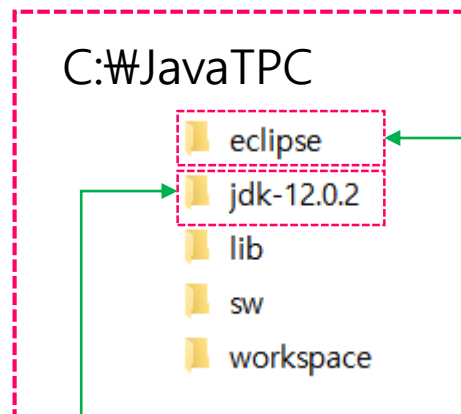 C:₩JavaTPC
eclipse
jdk-12.0.2
lib
sw
workspace